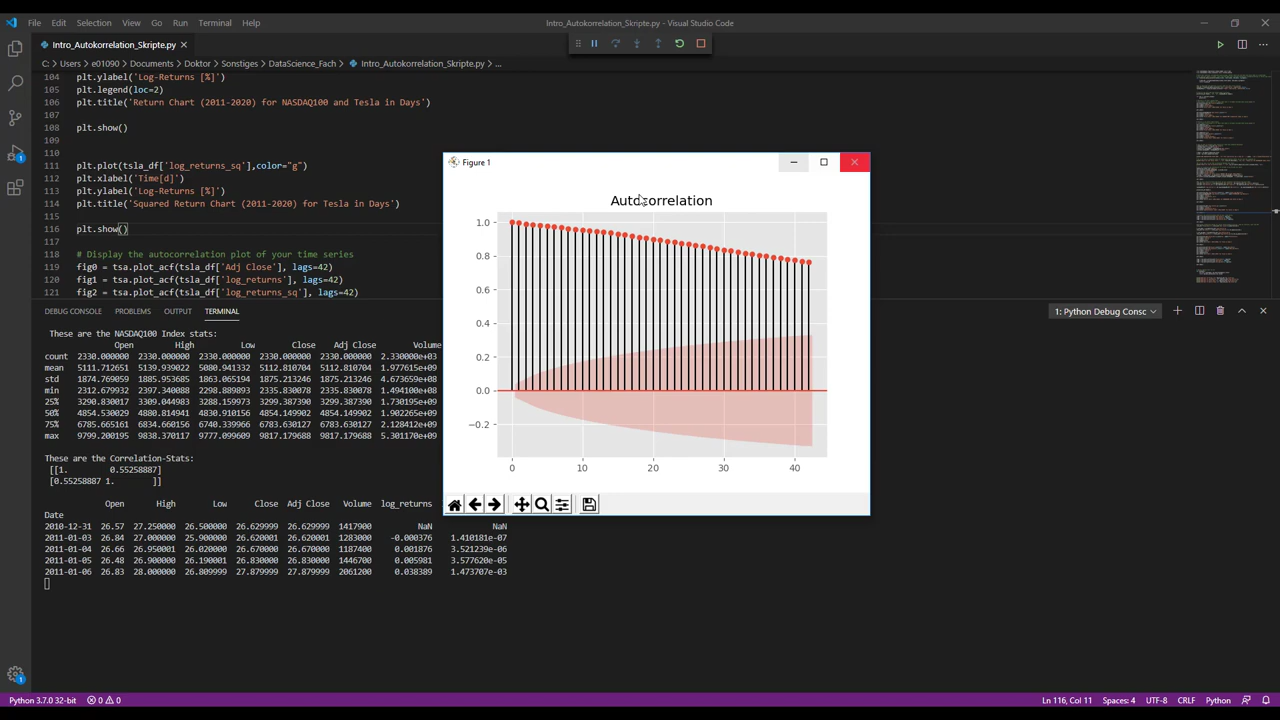 File Edit Selection View Go Run Terminal Help
Intro_Autokorrelation_Skripte.py - Visual Studio Code
Intro_Autokorrelation_Skripte.py
C: > Users > e01090 > Documents > Doktor > Sonstiges > DataScience_Fach > Intro_Autokorrelation_Skripte.py > ...
104 plt.ylabel('Log-Returns [%]')
105 plt.legend(loc=2)
106 plt.title('Return Chart (2011-2020) for NASDAQ100 and Tesla in Days')
107
108 plt.show()
109
110
111 plt.plot(tsla_df['log_returns_sq'],color="g")
112 plt.xlabel('Time[d]')
113 plt.ylabel('Log-Returns [%]')
114 plt.title('Squared Return Chart (2011-2020) for Tesla in Days')
115
116 plt.show()
117
118 # Display the autocorrelation plot of your time series
119 fig0 = tsa.plot_acf(tsla_df['Adj Close'], lags=42)
120 fig1 = tsa.plot_acf(tsla_df['log_returns'], lags=42)
121 fig2 = tsa.plot_acf(tsla_df['log_returns_sq'], lags=42)
DEBUG CONSOLE PROBLEMS OUTPUT TERMINAL
1: Python Debug Consc
These are the NASDAQ100 Index stats:
Open High Low Close Adj Close Volume
count 2330.000000 2330.000000 2330.000000 2330.000000 2330.000000 2.330000e+03
mean 5111.712651 5139.939022 5080.941332 5112.810704 5112.810704 1.977615e+09
std 1874.769059 1885.953685 1863.065194 1875.213246 1875.213246 4.673659e+08
min 2312.679932 2397.340088 2298.889893 2335.078881 2335.078881 1.494100e+08
25% 3290.830017 3309.044983 3271.158265 3299.387390 3299.387390 1.730191e+09
50% 4854.530029 4880.814941 4830.910156 4854.149902 4854.149902 1.902265e+09
75% 6785.665161 6834.660156 6740.339966 6783.630127 6783.630127 2.128412e+09
max 9799.200195 9838.370117 9777.099609 9817.179688 9817.179688 5.301170e+09
These are the Correlation-Stats:
[[1. 0.55258887]
[0.55258887 1. ]]
Open High Low Close Adj Close Volume log_returns
Date
2010-12-31 26.57 27.250000 26.500000 26.629999 26.629999 1417900 NaN NaN
2011-01-03 26.84 27.000000 25.900000 26.620001 26.620001 1283000 -0.000376 1.410181e-07
2011-01-04 26.66 26.950001 26.020000 26.670000 26.670000 1187400 0.001876 3.521239e-06
2011-01-05 26.48 26.900000 26.190001 26.830000 26.830000 1446700 0.005981 3.577620e-05
2011-01-06 26.83 28.000000 26.809999 27.879999 27.879999 2061200 0.038389 1.473707e-03
Figure 1
Autocorrelation
1.0
0.8
0.6
0.4
0.2
0.0
−0.2
0 10 20 30 40
Python 3.7.0 32-bit 0 0
Ln 116, Col 11 Spaces: 4 UTF-8 CRLF Python